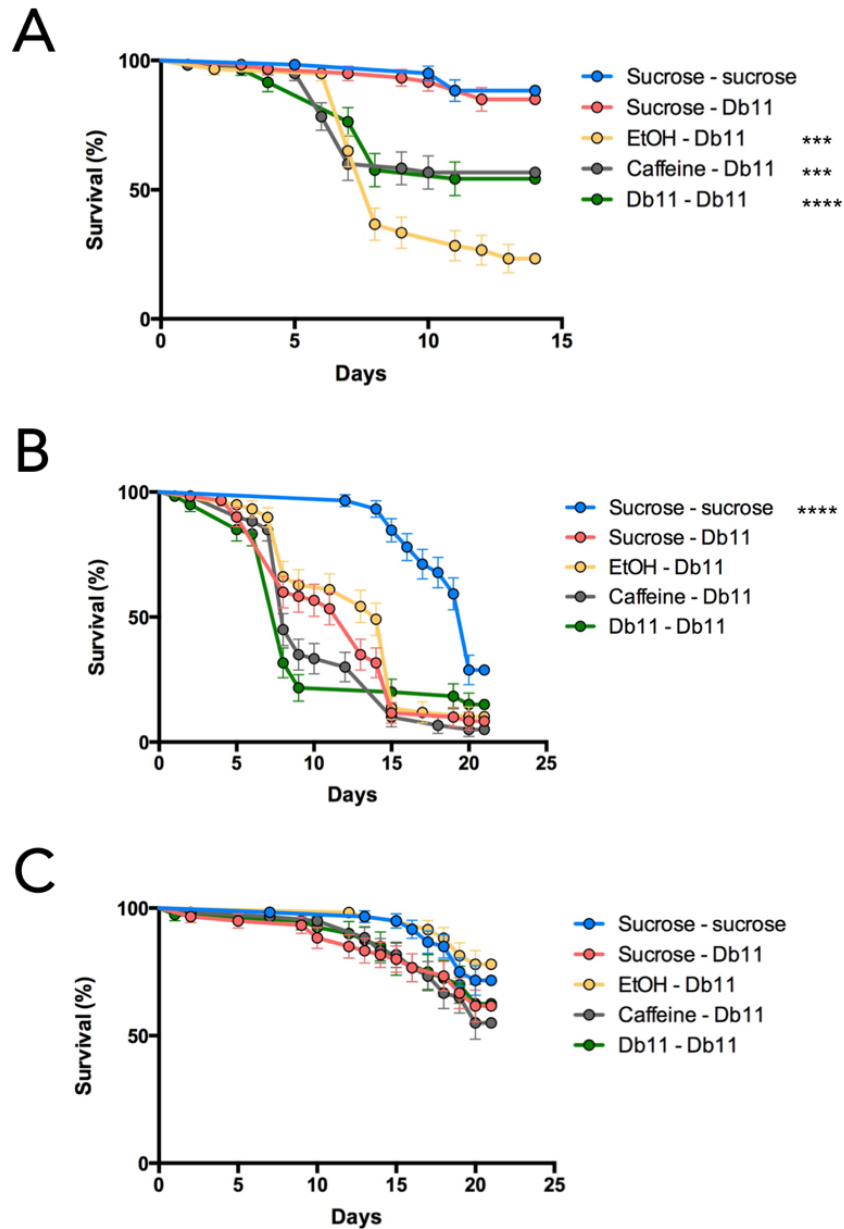 A
100
50
0
0
5
10
15
Survival (%)
Days
Sucrose - sucrose
Sucrose - Db11
EtOH - Db11 ***
Caffeine - Db11 ***
Db11 - Db11 ****
B
100
50
0
0
5
10
15
20
25
Survival (%)
Days
Sucrose - sucrose ****
Sucrose - Db11
EtOH - Db11
Caffeine - Db11
Db11 - Db11
C
100
50
0
0
5
10
15
20
25
Survival (%)
Days
Sucrose - sucrose
Sucrose - Db11
EtOH - Db11
Caffeine - Db11
Db11 - Db11